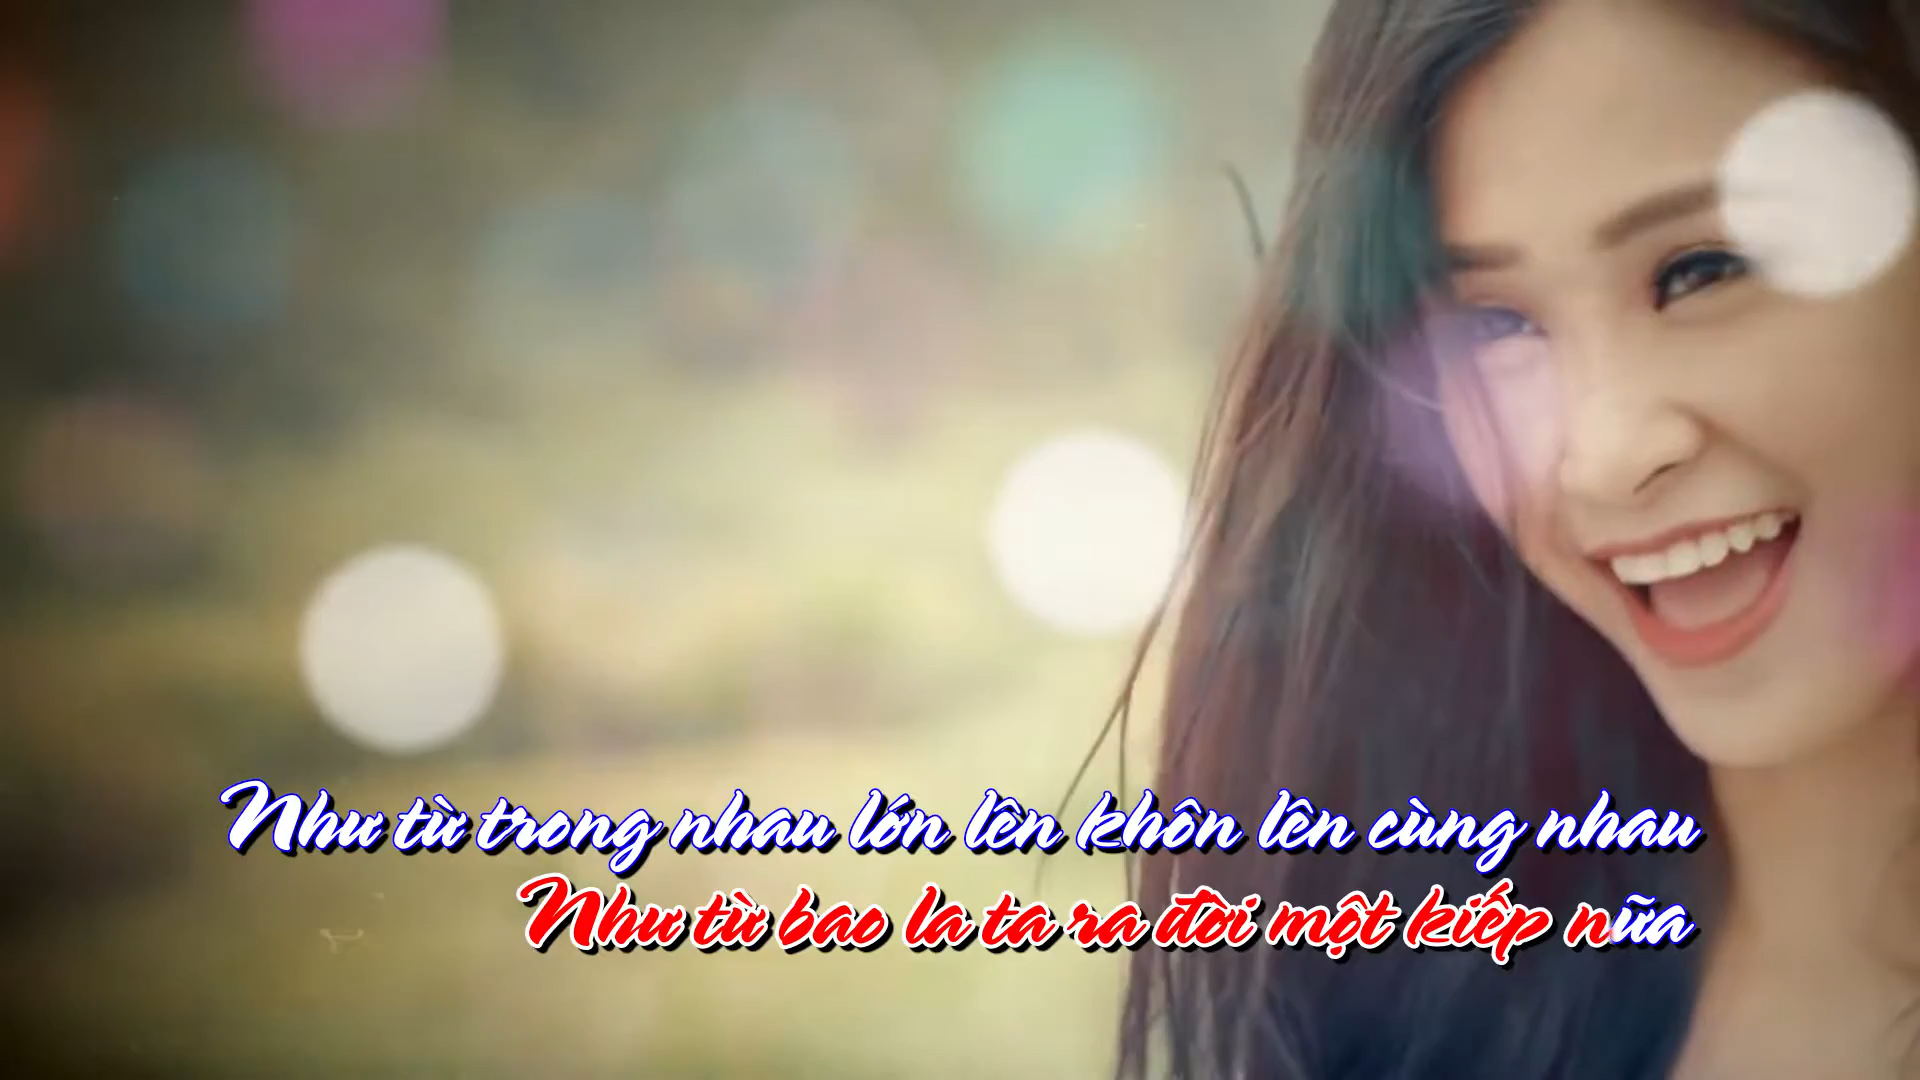 Như từ trong nhau lớn lên khôn lên cùng nhau
Như từ bao la ta ra đời một kiếp nữa